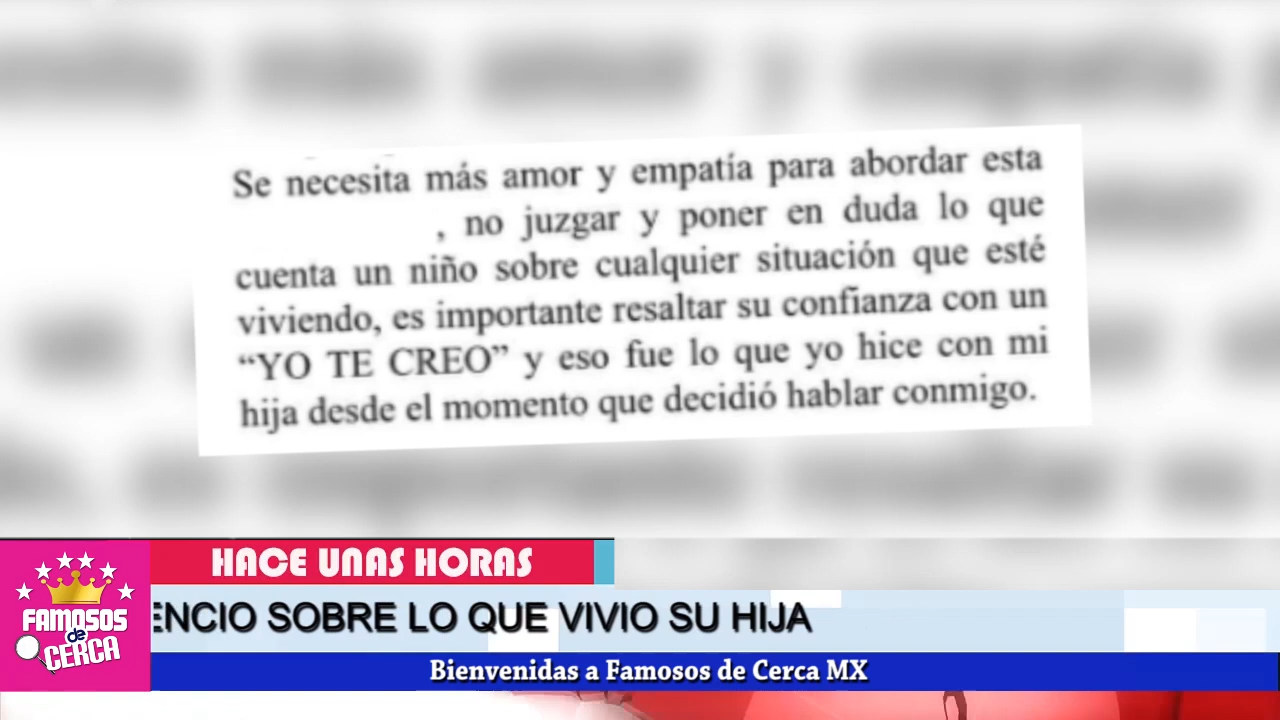 Se necesita más amor y empatía para abordar esta
, no juzgar y poner en duda lo que
cuenta un niño sobre cualquier situación que esté
viviendo, es importante resaltar su confianza con un
“YO TE CREO” y eso fue lo que yo hice con mi
hija desde el momento que decidió hablar conmigo.
HACE UNAS HORAS
ENCIO SOBRE LO QUE VIVIO SU HIJA
FAMOSOS
de
CERCA
Bienvenidas a Famosos de Cerca MX